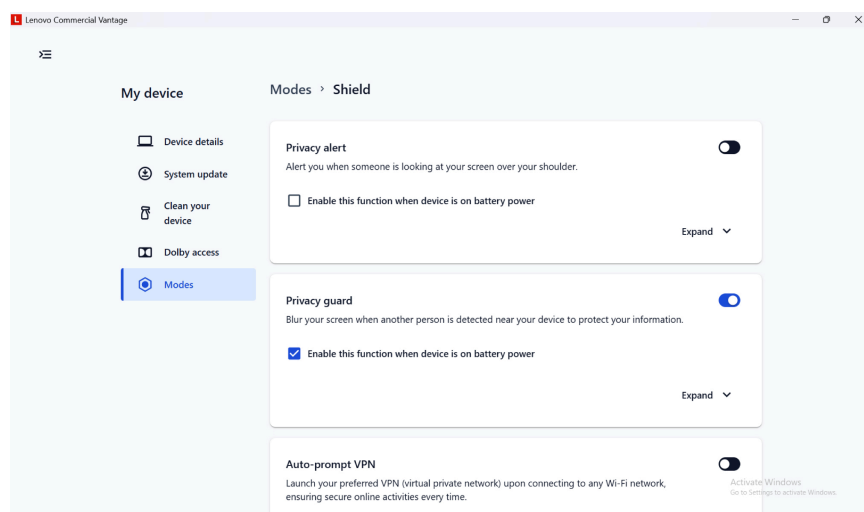 L Lenovo Commercial Vantage
My device
Device details
System update
Clean your
device
Dolby access
Modes
Modes > Shield
Privacy alert
Alert you when someone is looking at your screen over your shoulder.
Enable this function when device is on battery power
Expand
Privacy guard
Blur your screen when another person is detected near your device to protect your information.
Enable this function when device is on battery power
Expand
Auto-prompt VPN
Launch your preferred VPN (virtual private network) upon connecting to any Wi-Fi network,
ensuring secure online activities every time.
Activate Windows
Go to Settings to activate Windows.